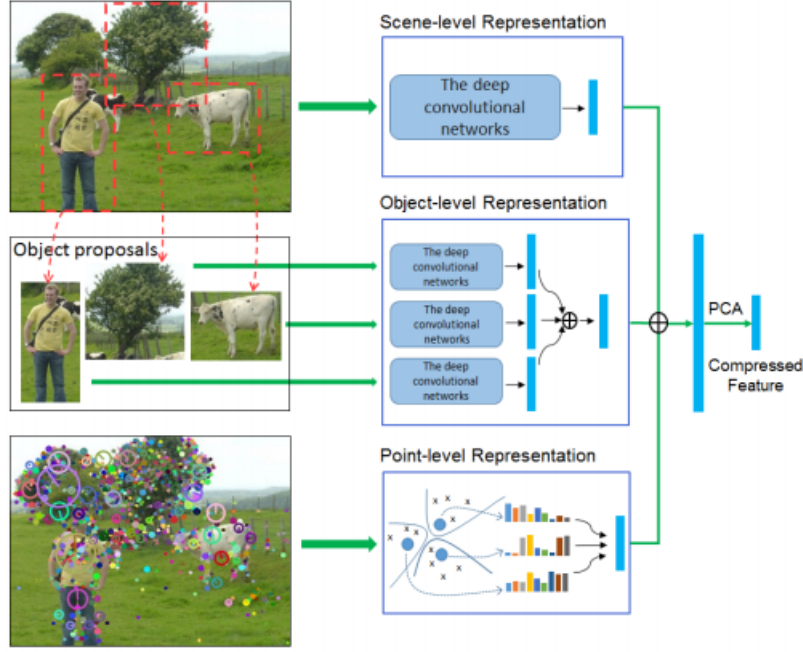 Scene-level Representation
The deep
convolutional
networks
Object-level Representation
Object proposals
The deep
convolutional
networks
The deep
convolutional
networks
The deep
convolutional
networks
PCA
Compressed
Feature
Point-level Representation
x x x
x x
x x
x x
x x x
x x